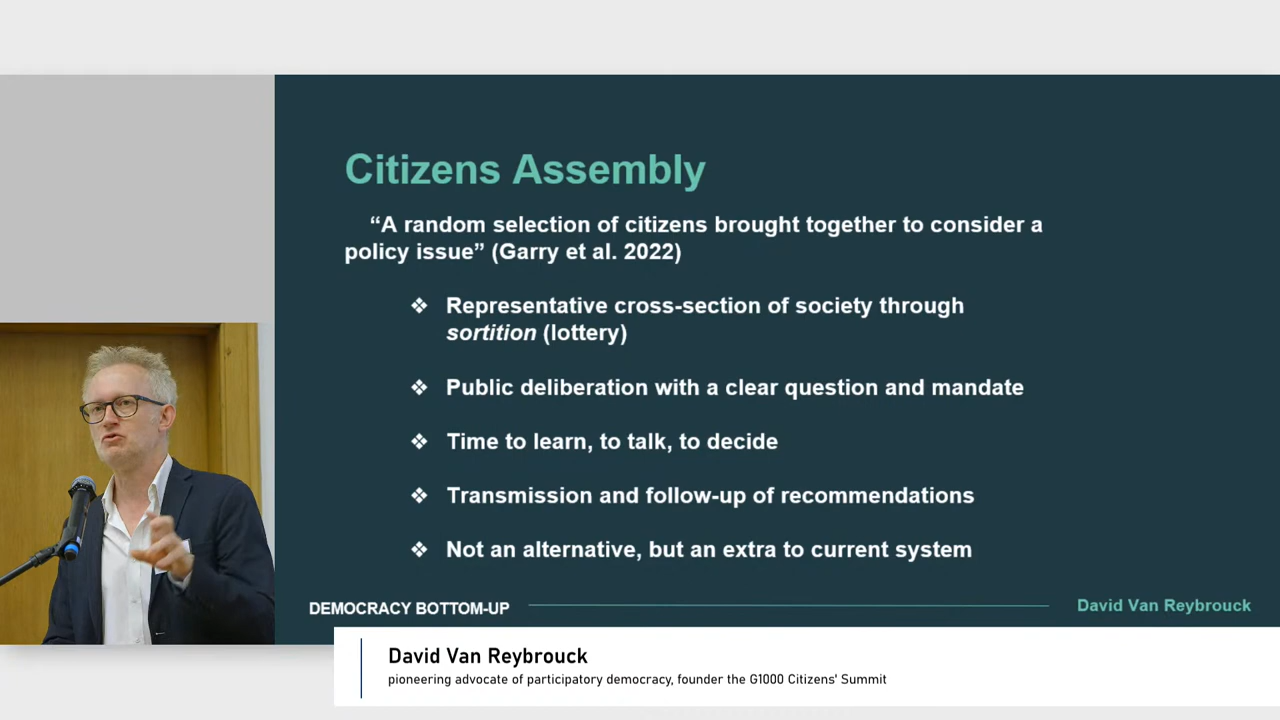 Citizens Assembly
“A random selection of citizens brought together to consider a
policy issue” (Garry et al. 2022)
❖ Representative cross-section of society through
sortition (lottery)
❖ Public deliberation with a clear question and mandate
❖ Time to learn, to talk, to decide
❖ Transmission and follow-up of recommendations
❖ Not an alternative, but an extra to current system
DEMOCRACY BOTTOM-UP
David Van Reybrouck
David Van Reybrouck
pioneering advocate of participatory democracy, founder the G1000 Citizens' Summit